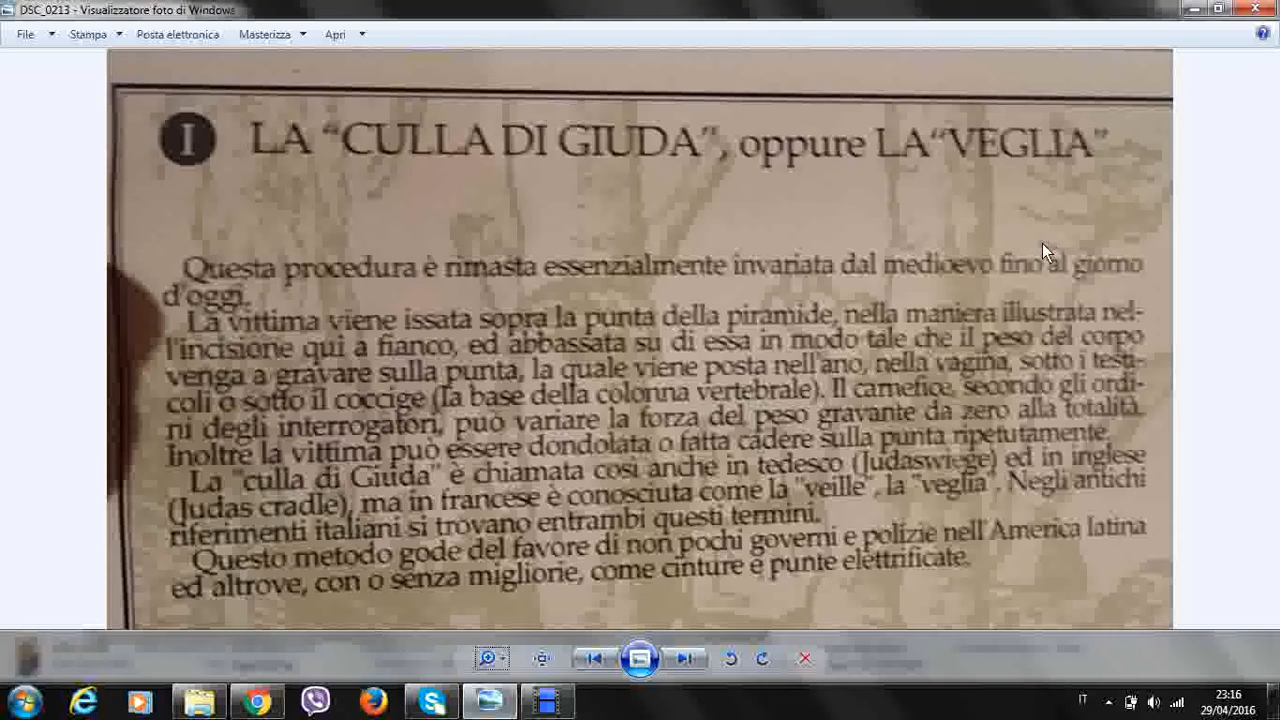 DSC_0213 - Visualizzatore foto di Windows
File Stampa Posta elettronica Masterizza Apri
I LA "CULLA DI GIUDA", oppure LA "VEGLIA"
Questa procedura è rimasta essenzialmente invariata dal medioevo fino al giorno
d'oggi.
La vittima viene issata sopra la punta della piramide, nella maniera illustrata nel-
l'incisione qui a fianco, ed abbassata su di essa in modo tale che il peso del corpo
venga a gravare sulla punta, la quale viene posta nell'ano, nella vagina, sotto i testi-
coli o sotto il coccige (la base della colonna vertebrale). Il carnefice, secondo gli ordi-
ni degli interrogatori, può variare la forza del peso gravante da zero alla totalità.
Inoltre la vittima può essere dondolata o fatta cadere sulla punta ripetutamente.
La "culla di Giuda" è chiamata così anche in tedesco (Judaswiege) ed in inglese
(Judas cradle), ma in francese è conosciuta come la "veille", la "veglia". Negli antichi
riferimenti italiani si trovano entrambi questi termini.
Questo metodo gode del favore di non pochi governi e polizie nell'America latina
ed altrove, con o senza migliorie, come cinture e punte elettrificate.
IT 23:16
29/04/2016